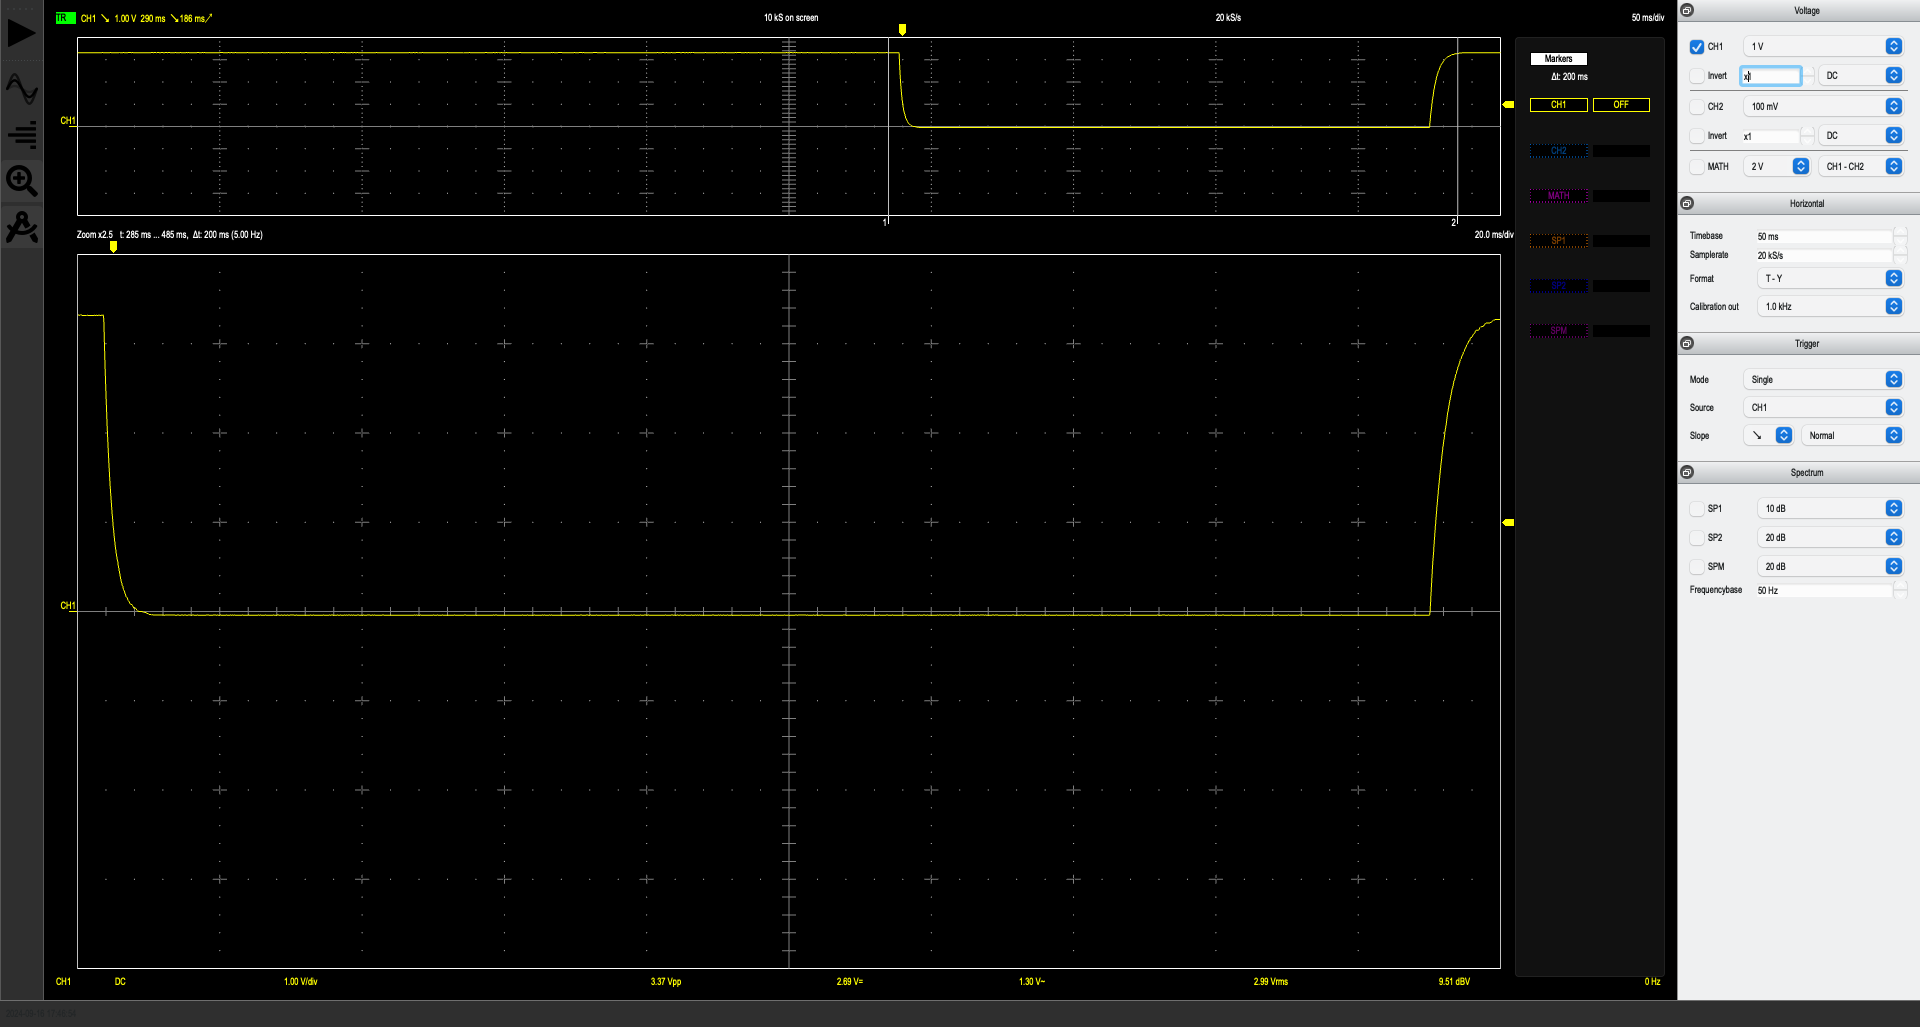 TR CH1 ↘ 1.00 V 290 ms ↘186 ms↗ 10 kS on screen 20 kS/s 50 ms/div
CH1
1 2
Zoom x2.5 t: 285 ms ... 485 ms, Δt: 200 ms (5.00 Hz) 20.0 ms/div
CH1
CH1 DC 1.00 V/div 3.37 Vpp 2.69 V= 1.30 V~ 2.99 Vrms 9.51 dBV 0 Hz
Markers
Δt: 200 ms
CH1 OFF
CH2
MATH
SP1
SP2
SPM
Voltage
CH1 1 V
Invert x1 DC
CH2 100 mV
Invert x1 DC
MATH 2 V CH1 - CH2
Horizontal
Timebase 50 ms
Samplerate 20 kS/s
Format T - Y
Calibration out 1.0 kHz
Trigger
Mode Single
Source CH1
Slope ↘ Normal
Spectrum
SP1 10 dB
SP2 20 dB
SPM 20 dB
Frequencybase 50 Hz